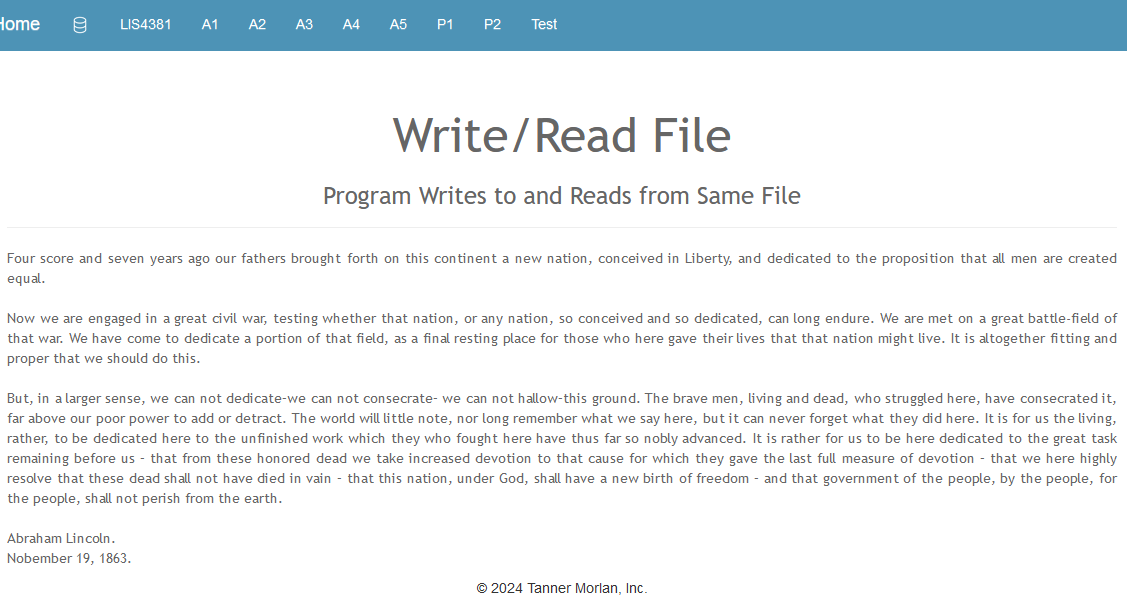 Home LIS4381 A1 A2 A3 A4 A5 P1 P2 Test
Write/Read File
Program Writes to and Reads from Same File
Four score and seven years ago our fathers brought forth on this continent a new nation, conceived in Liberty, and dedicated to the proposition that all men are created
equal.
Now we are engaged in a great civil war, testing whether that nation, or any nation, so conceived and so dedicated, can long endure. We are met on a great battle-field of
that war. We have come to dedicate a portion of that field, as a final resting place for those who here gave their lives that that nation might live. It is altogether fitting and
proper that we should do this.
But, in a larger sense, we can not dedicate-we can not consecrate- we can not hallow-this ground. The brave men, living and dead, who struggled here, have consecrated it,
far above our poor power to add or detract. The world will little note, nor long remember what we say here, but it can never forget what they did here. It is for us the living,
rather, to be dedicated here to the unfinished work which they who fought here have thus far so nobly advanced. It is rather for us to be here dedicated to the great task
remaining before us - that from these honored dead we take increased devotion to that cause for which they gave the last full measure of devotion - that we here highly
resolve that these dead shall not have died in vain - that this nation, under God, shall have a new birth of freedom - and that government of the people, by the people, for
the people, shall not perish from the earth.
Abraham Lincoln.
Nobember 19, 1863.
© 2024 Tanner Morlan, Inc.